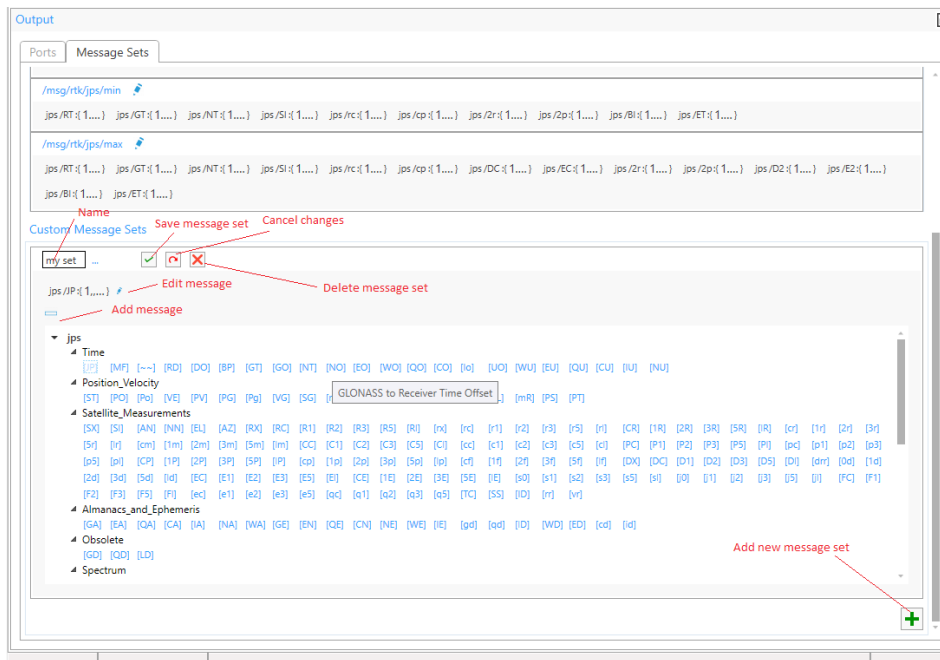 Output
Ports Message Sets
/msg/rtk/jps/min
jps /RT:{ 1.... } jps /GT:{ 1.... } jps /NT:{ 1.... } jps /SI:{ 1.... } jps /rc:{ 1.... } jps /cp:{ 1.... } jps /2r:{ 1.... } jps /2p:{ 1.... } jps /BI:{ 1.... } jps /ET:{ 1.... }
/msg/rtk/jps/max
jps /RT:{ 1.... } jps /GT:{ 1.... } jps /NT:{ 1.... } jps /SI:{ 1.... } jps /rc:{ 1.... } jps /cp:{ 1.... } jps /DC:{ 1.... } jps /EC:{ 1.... } jps /2r:{ 1.... } jps /2p:{ 1.... } jps /D2:{ 1.... } jps /E2:{ 1.... }
jps /BI:{ 1.... } jps /ET:{ 1.... }
Name
Save message set
Cancel changes
Custom Message Sets
my set ...
jps /JP:{ 1,,... }
Edit message
Delete message set
Add message
jps
Time
[JP] [MF] [~~] [RD] [DO] [BP] [GT] [GO] [NT] [NO] [EO] [WO] [QO] [CO] [Io] [UO] [WU] [EU] [QU] [CU] [IU] [NU]
Position_Velocity
[ST] [PO] [Po] [VE] [PV] [PG] [Pg] [VG] [SG] [mR] [PS] [PT]
GLONASS to Receiver Time Offset
Satellite_Measurements
[SX] [SI] [AN] [NN] [EL] [AZ] [RX] [RC] [R1] [R2] [R3] [R5] [RI] [rx] [rc] [r1] [r2] [r3] [r5] [rI] [CR] [1R] [2R] [3R] [5R] [IR] [cr] [1r] [2r] [3r]
[5r] [Ir] [cm] [1m] [2m] [3m] [5m] [Im] [CC] [C1] [C2] [C3] [C5] [CI] [cc] [c1] [c2] [c3] [c5] [cI] [PC] [P1] [P2] [P3] [P5] [PI] [pc] [p1] [p2] [p3]
[p5] [pI] [CP] [1P] [2P] [3P] [5P] [IP] [cp] [1p] [2p] [3p] [5p] [Ip] [cf] [1f] [2f] [3f] [5f] [If] [DX] [DC] [D1] [D2] [D3] [D5] [DI] [drr] [0d] [1d]
[2d] [3d] [5d] [Id] [EC] [E1] [E2] [E3] [E5] [EI] [CE] [1E] [2E] [3E] [5E] [IE] [s0] [s1] [s2] [s3] [s5] [sI] [j0] [j1] [j2] [j3] [j5] [jI] [FC] [F1]
[F2] [F3] [F5] [FI] [ec] [e1] [e2] [e3] [e5] [qc] [q1] [q2] [q3] [q5] [TC] [SS] [ID] [rr] [vr]
Almanacs_and_Ephemeris
[GA] [EA] [QA] [CA] [IA] [NA] [WA] [GE] [EN] [QE] [CN] [NE] [WE] [IE] [gd] [qd] [lD] [WD] [ED] [cd] [id]
Obsolete
[GD] [QD] [LD]
Add new message set
Spectrum